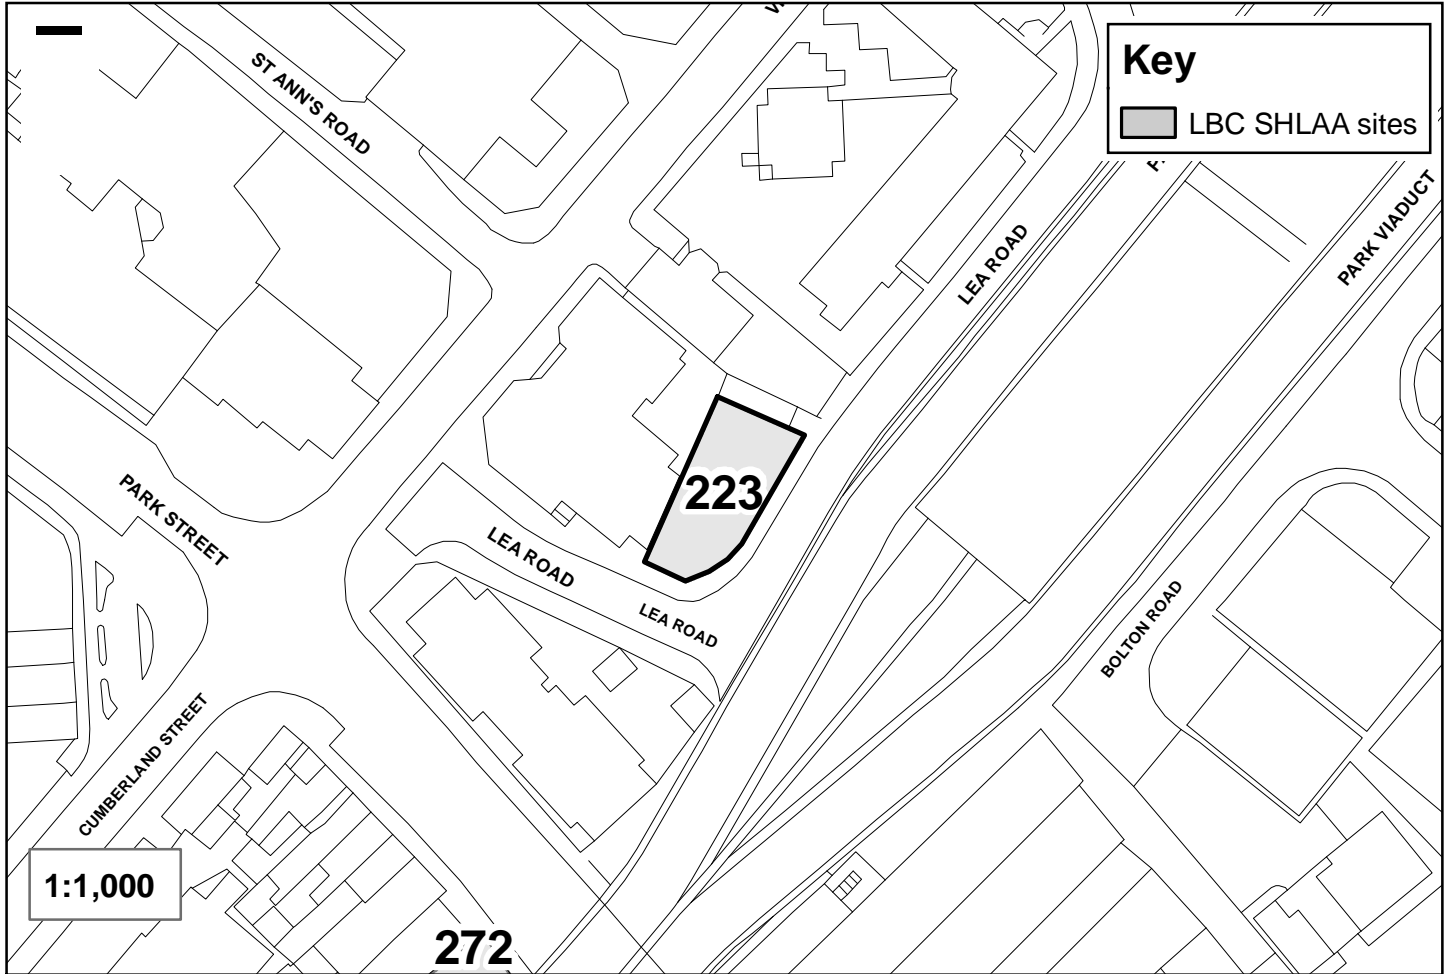 Key
LBC SHLAA sites
ST ANN'S ROAD
LEA ROAD
PARK VIADUCT
223
PARK STREET
LEA ROAD
LEA ROAD
BOLTON ROAD
CUMBERLAND STREET
1:1,000
272